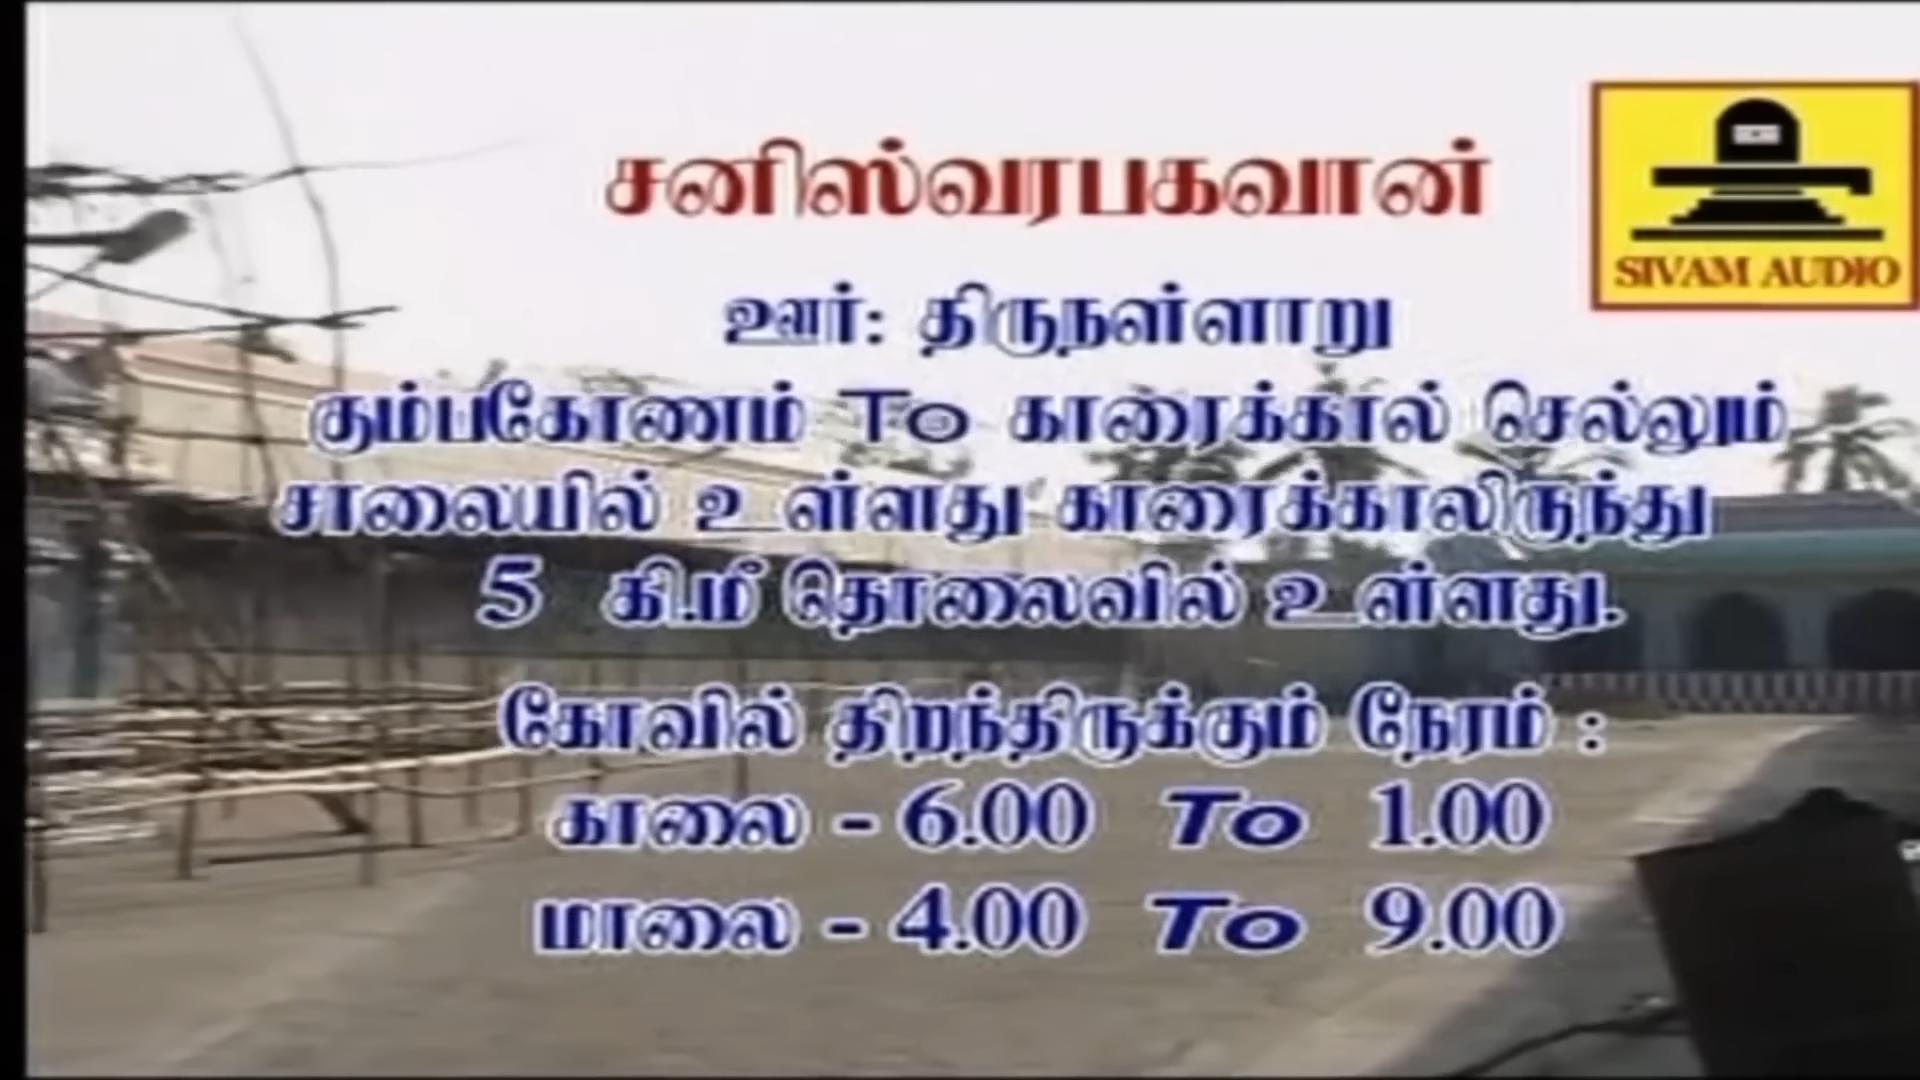 சனிஸ்வரபகவான்
SIVAM AUDIO
ஊர்: திருநள்ளாறு
கும்பகோணம் To காரைக்கால் செல்லும்
சாலையில் உள்ளது காரைக்காலிருந்து
5 கி.மீ தொலைவில் உள்ளது.
கோவில் திறந்திருக்கும் நேரம் :
காலை - 6.00 To 1.00
மாலை - 4.00 To 9.00